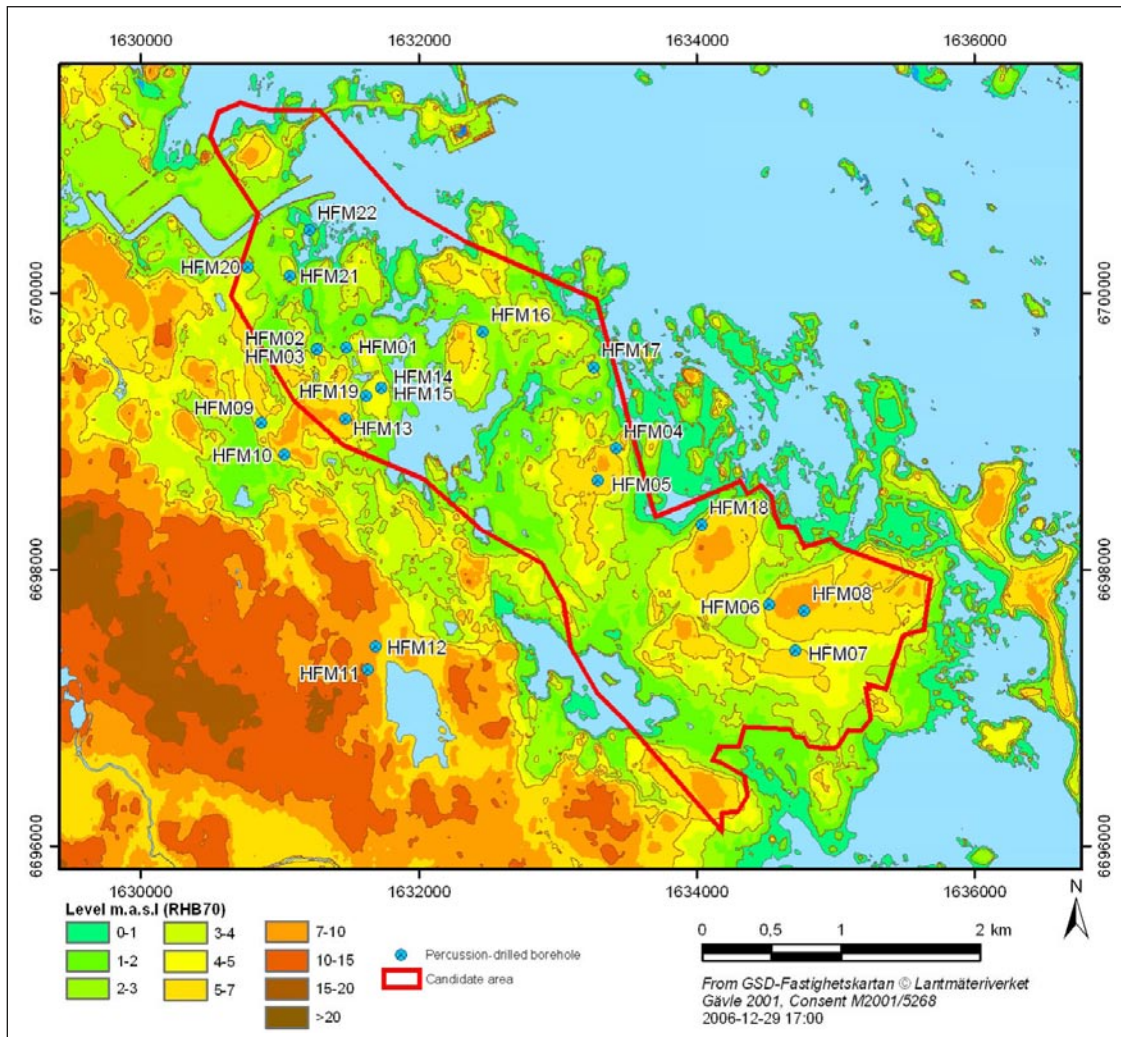 1630000
1632000
1634000
1636000
6700000
6700000
HFM22
HFM20
HFM21
HFM16
HFM02
HFM03
HFM01
HFM17
HFM14
HFM15
HFM19
HFM09
HFM13
HFM04
HFM10
HFM05
HFM18
6698000
6698000
HFM06
HFM08
HFM12
HFM07
HFM11
6696000
6696000
1630000
1632000
1634000
1636000
N
Level m.a.s.l (RHB70)
0-1
1-2
2-3
3-4
4-5
5-7
7-10
10-15
15-20
>20
Percussion-drilled borehole
Candidate area
0 0,5 1 2 km
From GSD-Fastighetskartan © Lantmäteriverket
Gävle 2001, Consent M2001/5268
2006-12-29 17:00